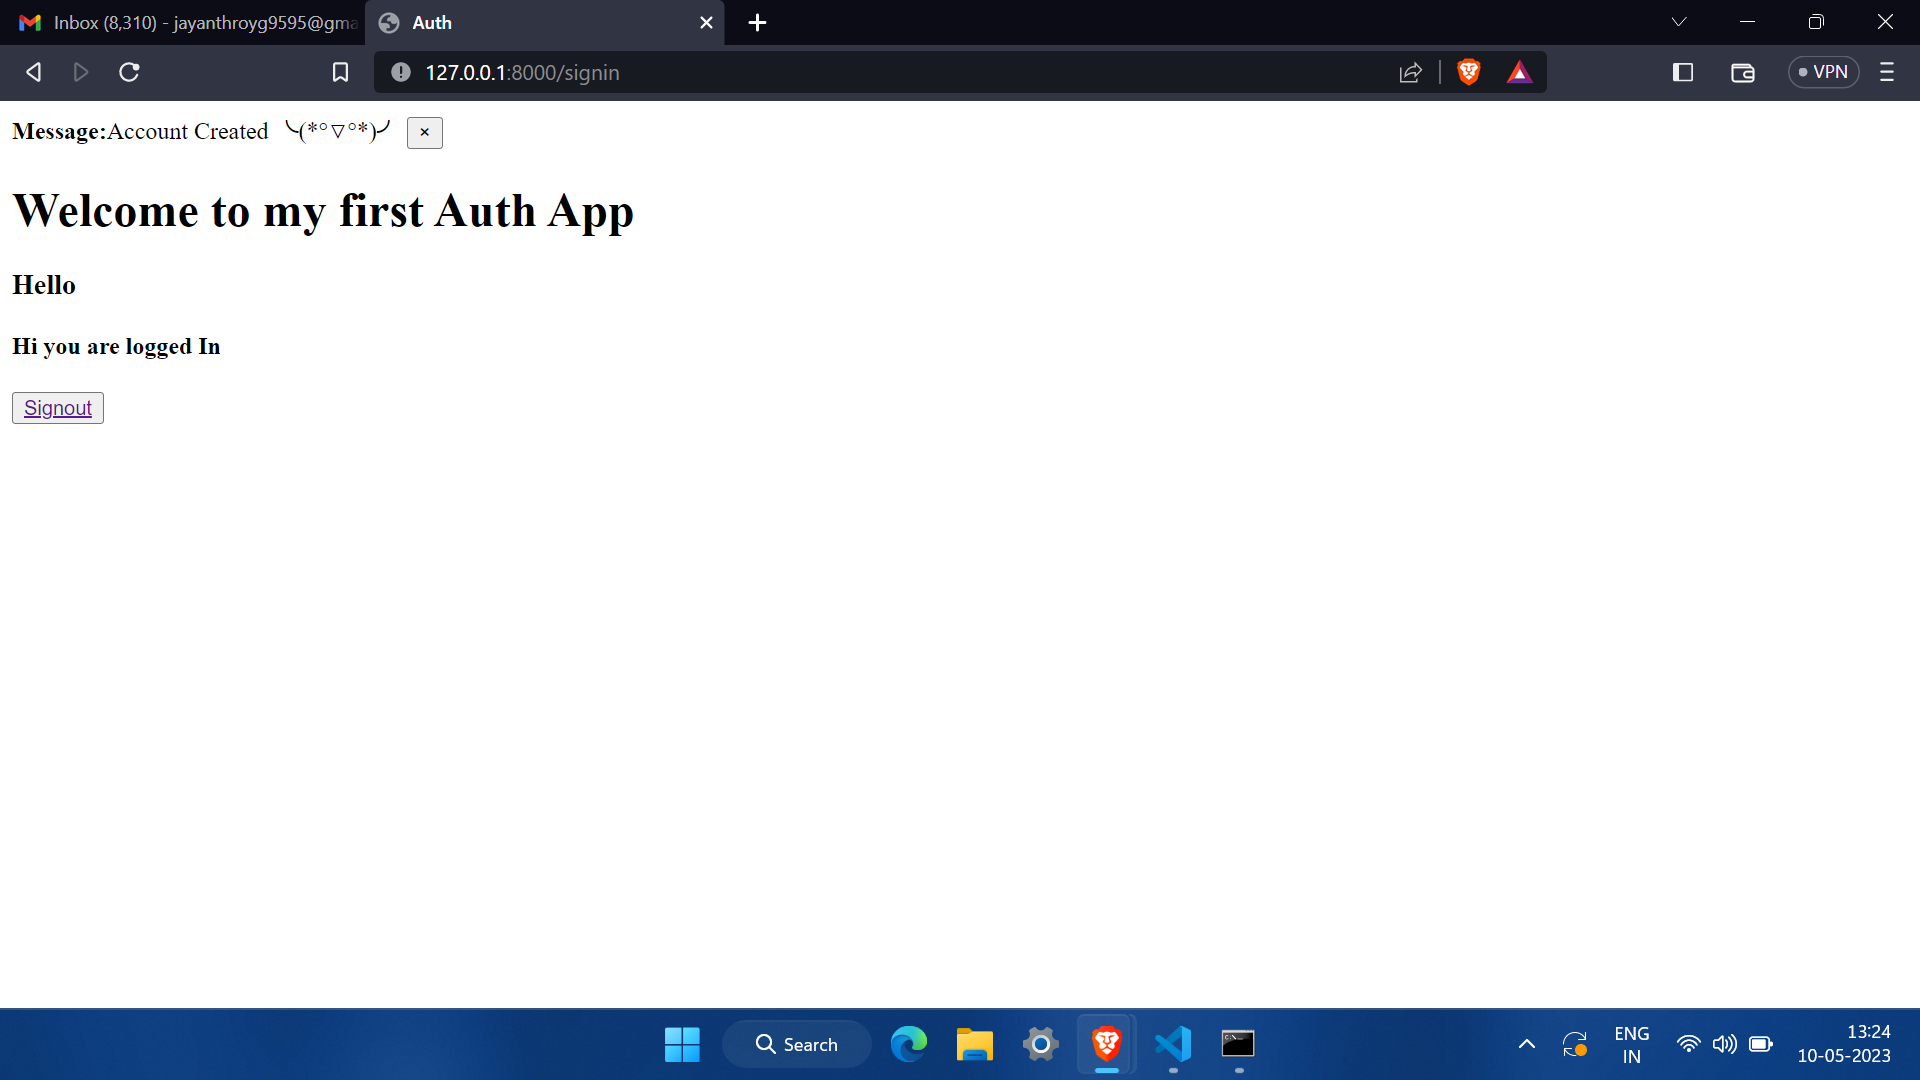 Inbox (8,310) - jayanthroyg9595@gma
Auth
127.0.0.1:8000/signin
VPN
Message:Account Created ╰(*°▽°*)╯ ×
Welcome to my first Auth App
Hello
Hi you are logged In
Signout
Search
ENG
IN
13:24
10-05-2023